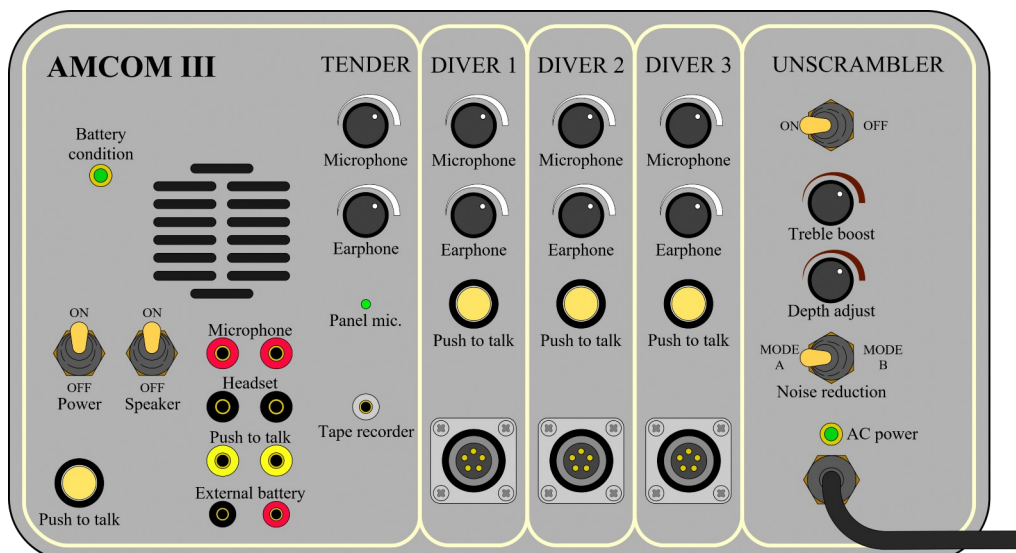 AMCOM III
Battery
condition
ON
OFF
Power
ON
OFF
Speaker
Push to talk
Microphone
Headset
Push to talk
External battery
TENDER
Microphone
Earphone
Panel mic.
Tape recorder
DIVER 1
Microphone
Earphone
Push to talk
DIVER 2
Microphone
Earphone
Push to talk
DIVER 3
Microphone
Earphone
Push to talk
UNSCRAMBLER
ON OFF
Treble boost
Depth adjust
MODE MODE
A B
Noise reduction
AC power